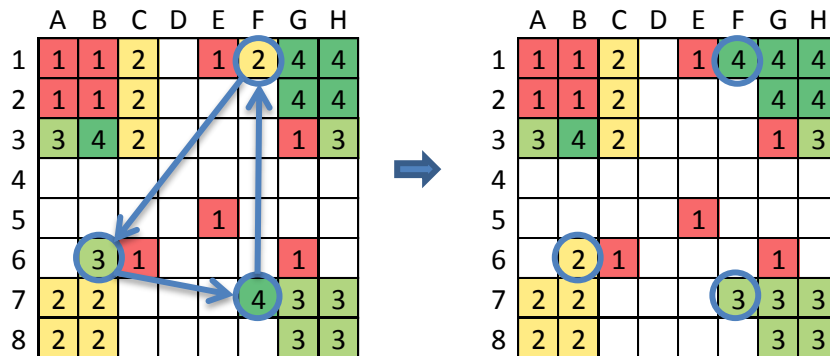 A B C D E F G H A B C D E F G H
1 1 1 2 1 2 4 4 1 1 1 2 1 4 4 4
2 1 1 2 4 4 2 1 1 2 4 4
3 3 4 2 1 3 3 3 4 2 1 3
4 4
5 1 5 1
6 3 1 1 6 2 1 1
7 2 2 4 3 3 7 2 2 3 3 3
8 2 2 3 3 8 2 2 3 3